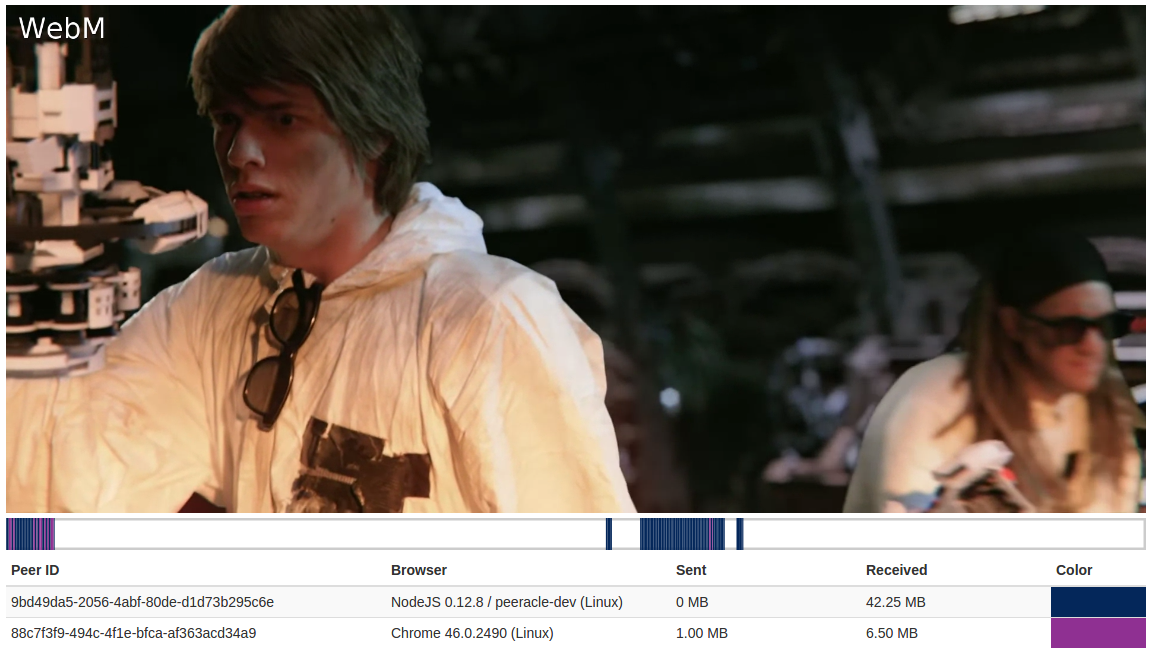 WebM
Peer ID Browser Sent Received Color
9bd49da5-2056-4abf-80de-d1d73b295c6e NodeJS 0.12.8 / peeracle-dev (Linux) 0 MB 42.25 MB
88c7f3f9-494c-4f1e-bfca-af363acd34a9 Chrome 46.0.2490 (Linux) 1.00 MB 6.50 MB